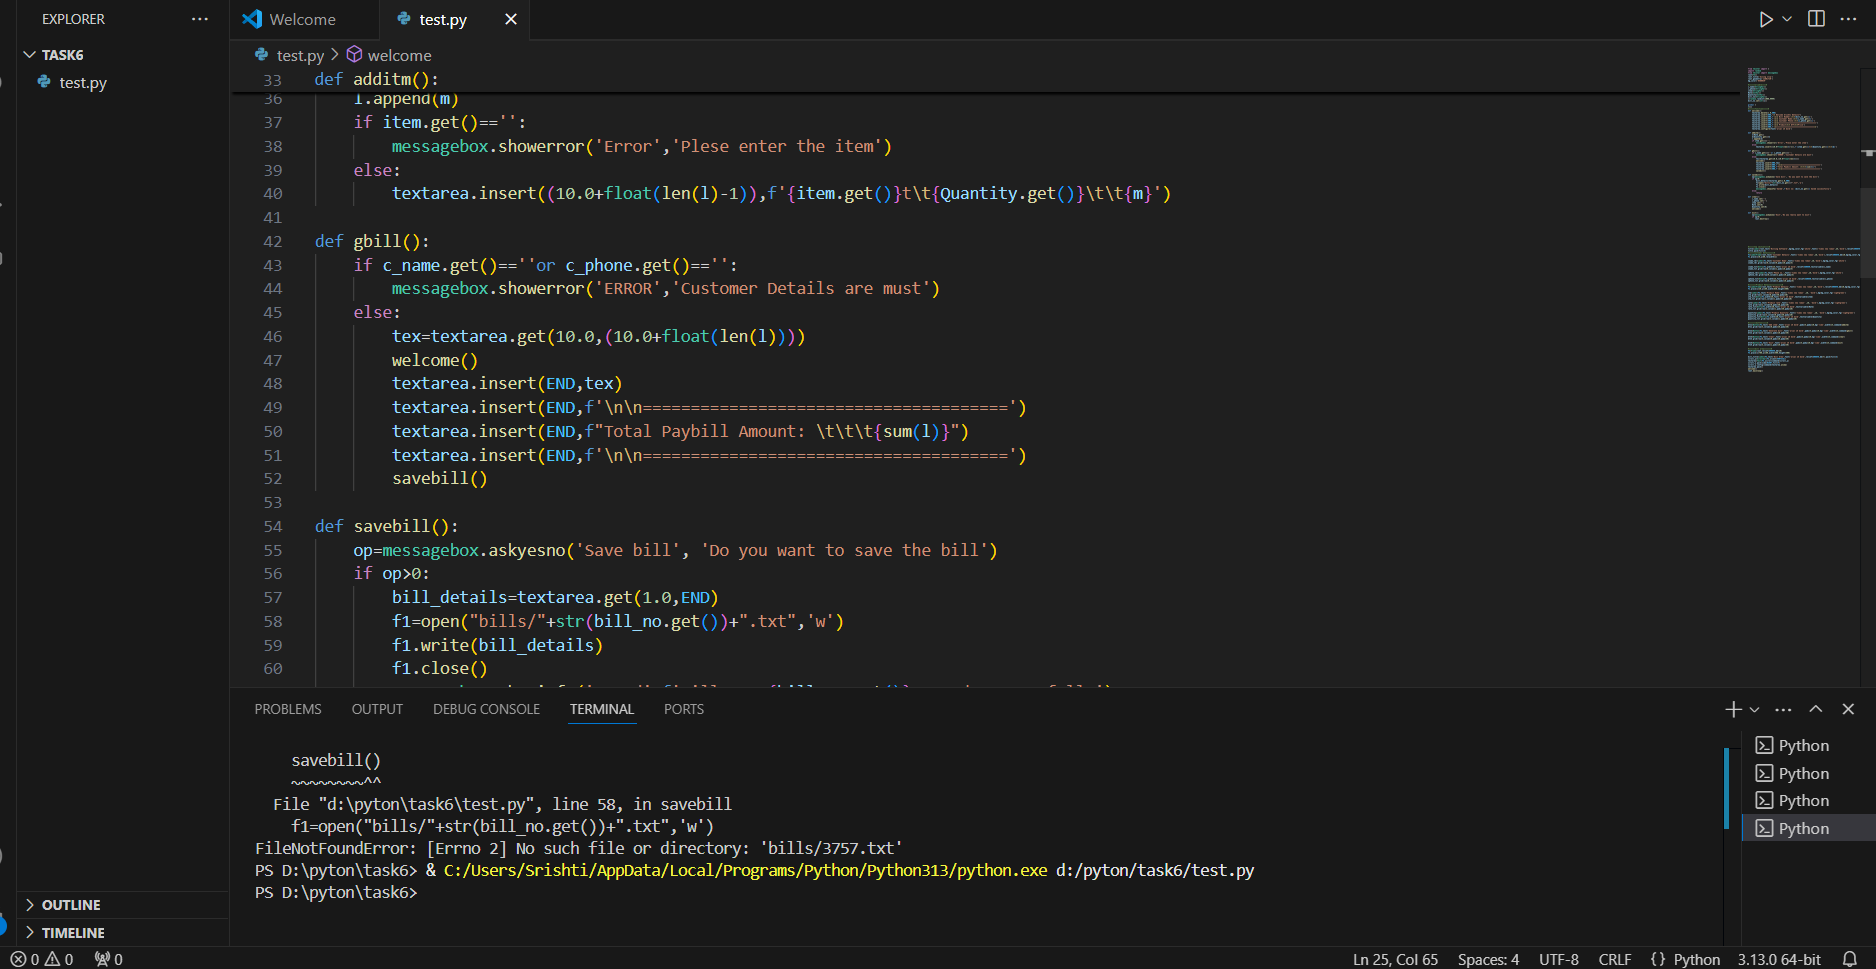 EXPLORER
TASK6
test.py
OUTLINE
TIMELINE
Welcome
test.py
test.py > welcome
33 def additm():
36 l.append(m)
37 if item.get()=='':
38 messagebox.showerror('Error','Plese enter the item')
39 else:
40 textarea.insert((10.0+float(len(l)-1)),f'{item.get()}t\t{Quantity.get()}\t\t{m}')
41
42 def gbill():
43 if c_name.get()==''or c_phone.get()=='':
44 messagebox.showerror('ERROR','Customer Details are must')
45 else:
46 tex=textarea.get(10.0,(10.0+float(len(l))))
47 welcome()
48 textarea.insert(END,tex)
49 textarea.insert(END,f'\n\n======================================')
50 textarea.insert(END,f"Total Paybill Amount: \t\t\t{sum(l)}")
51 textarea.insert(END,f'\n\n======================================')
52 savebill()
53
54 def savebill():
55 op=messagebox.askyesno('Save bill', 'Do you want to save the bill')
56 if op>0:
57 bill_details=textarea.get(1.0,END)
58 f1=open("bills/"+str(bill_no.get())+".txt",'w')
59 f1.write(bill_details)
60 f1.close()
PROBLEMS OUTPUT DEBUG CONSOLE TERMINAL PORTS
savebill()
~~~~~~~~^^
File "d:\pyton\task6\test.py", line 58, in savebill
f1=open("bills/"+str(bill_no.get())+".txt",'w')
FileNotFoundError: [Errno 2] No such file or directory: 'bills/3757.txt'
PS D:\pyton\task6> & C:/Users/Srishti/AppData/Local/Programs/Python/Python313/python.exe d:/pyton/task6/test.py
PS D:\pyton\task6>
Python
Python
Python
Python
0 0 0 Ln 25, Col 65 Spaces: 4 UTF-8 CRLF {} Python 3.13.0 64-bit